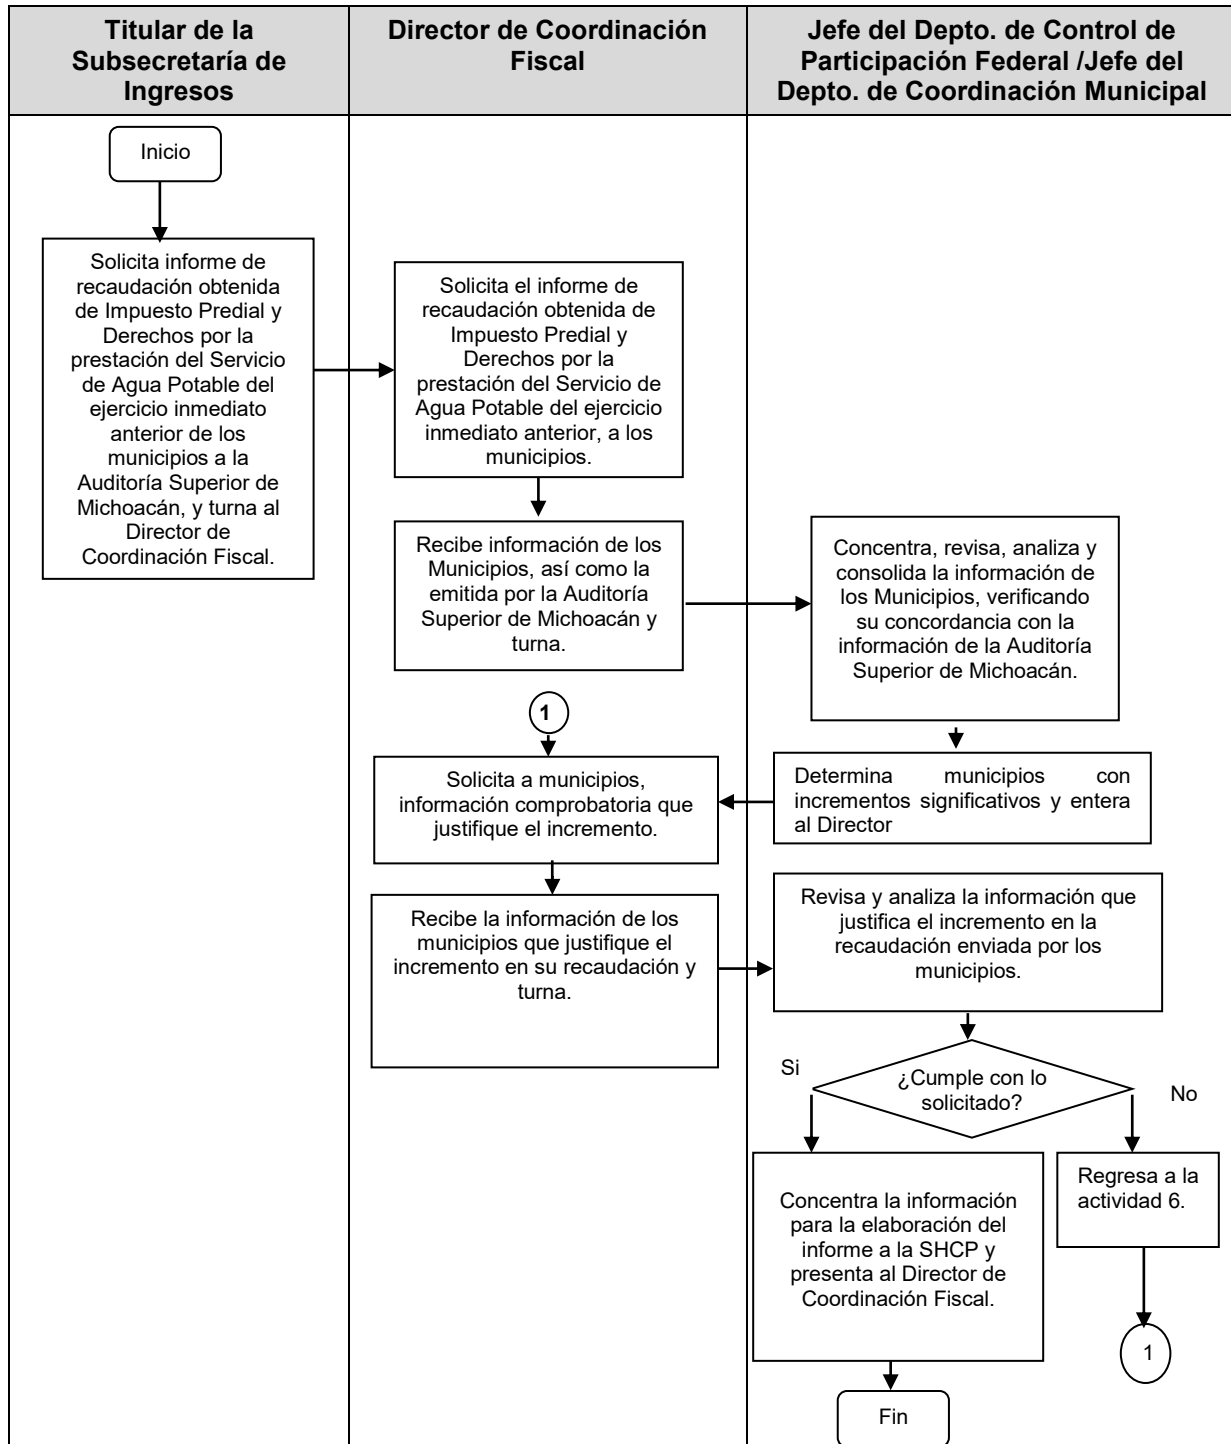 Titular de la
Subsecretaría de
Ingresos
Director de Coordinación
Fiscal
Jefe del Depto. de Control de
Participación Federal /Jefe del
Depto. de Coordinación Municipal
Inicio
Solicita informe de
recaudación obtenida
de Impuesto Predial y
Derechos por la
prestación del Servicio
de Agua Potable del
ejercicio inmediato
anterior de los
municipios a la
Auditoría Superior de
Michoacán, y turna al
Director de
Coordinación Fiscal.
Solicita el informe de
recaudación obtenida de
Impuesto Predial y
Derechos por la
prestación del Servicio de
Agua Potable del ejercicio
inmediato anterior, a los
municipios.
Recibe información de los
Municipios, así como la
emitida por la Auditoría
Superior de Michoacán y
turna.
Concentra, revisa, analiza y
consolida la información de
los Municipios, verificando
su concordancia con la
información de la Auditoría
Superior de Michoacán.
1
Determina municipios con
incrementos significativos y entera
al Director
Solicita a municipios,
información comprobatoria que
justifique el incremento.
Recibe la información de los
municipios que justifique el
incremento en su recaudación y
turna.
Revisa y analiza la información que
justifica el incremento en la
recaudación enviada por los
municipios.
¿Cumple con lo
solicitado?
Si
No
Concentra la información
para la elaboración del
informe a la SHCP y
presenta al Director de
Coordinación Fiscal.
Regresa a la
actividad 6.
1
Fin